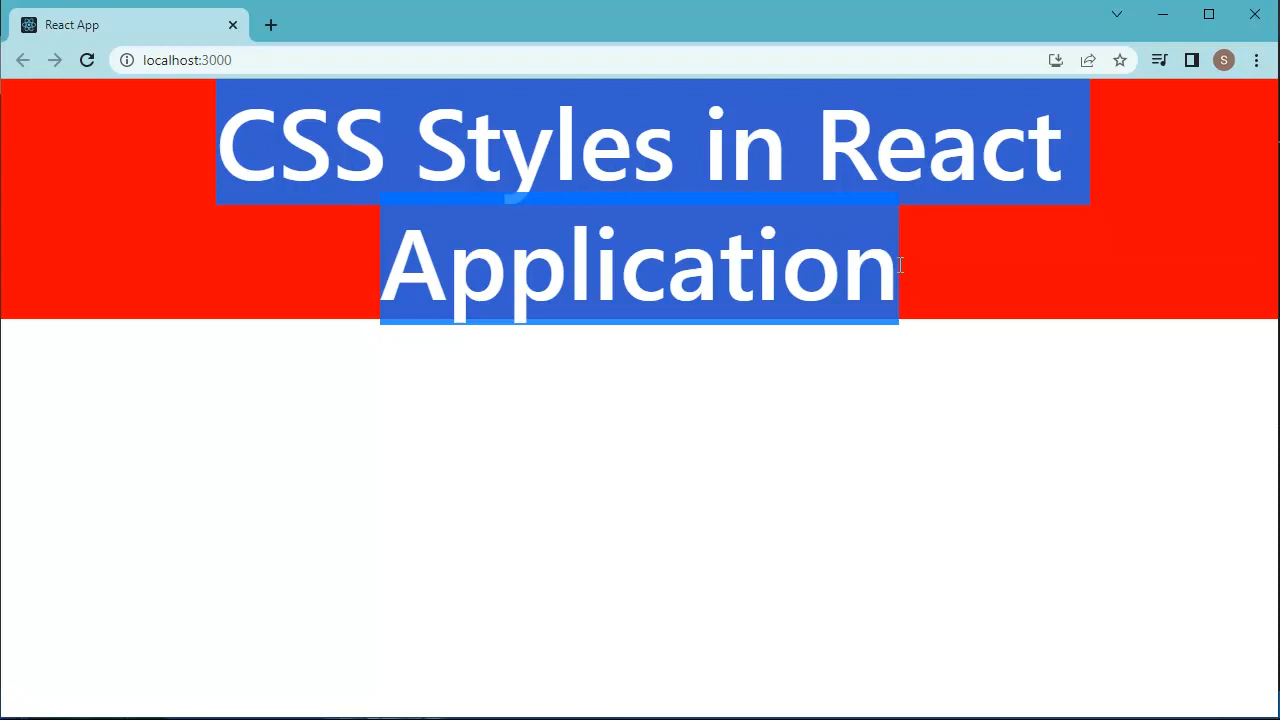 React App
localhost:3000
S
CSS Styles in React
Application